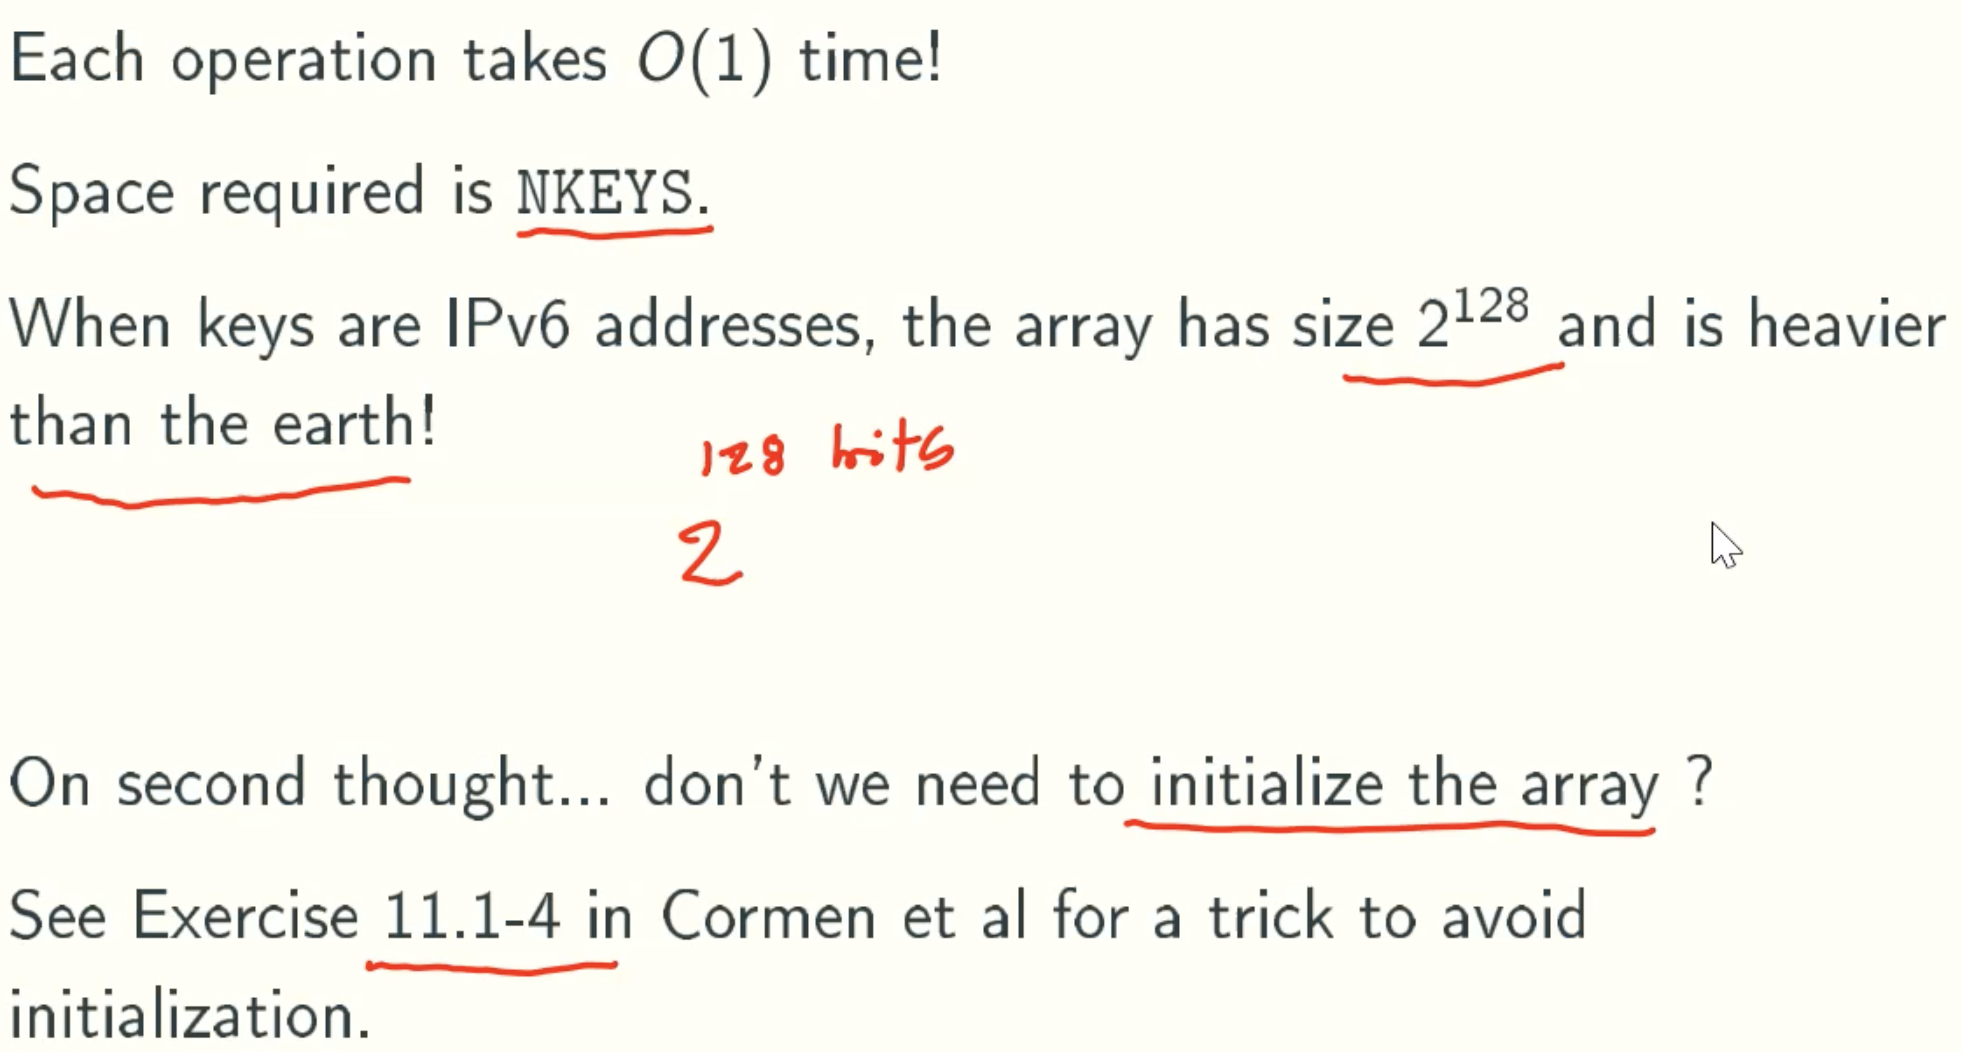 Each operation takes O(1) time!
Space required is NKEYS.
When keys are IPv6 addresses, the array has size 2¹²⁸ and is heavier
than the earth!
128 bits
2
On second thought... don't we need to initialize the array ?
See Exercise 11.1-4 in Cormen et al for a trick to avoid
initialization.